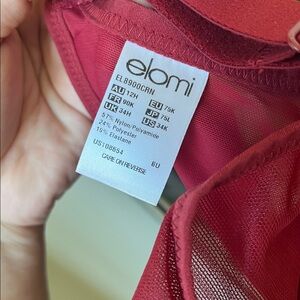 elomi
EL8900CRN
AU 12H EU 75K
FR 90K JP 75L
UK 34H US 34K
57% Nylon/Polyamide
24% Polyester
19% Elastane
US108654 BU
CARE ON REVERSE